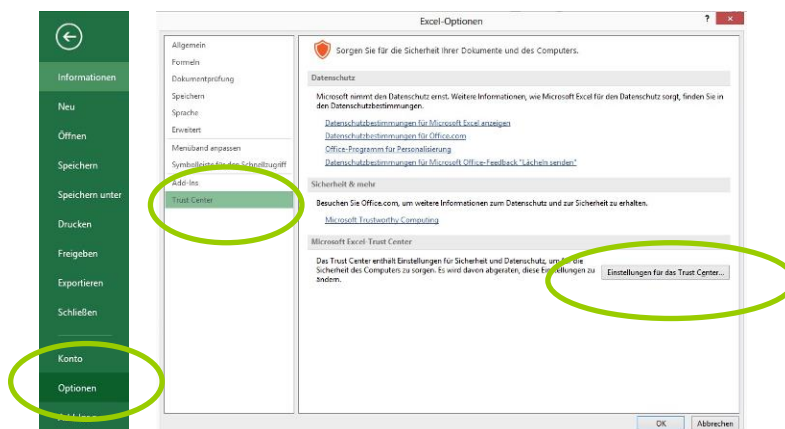 Excel-Optionen
?
×
Informationen
Neu
Öffnen
Speichern
Speichern unter
Drucken
Freigeben
Exportieren
Schließen
Konto
Optionen
Allgemein
Formeln
Dokumentprüfung
Speichern
Sprache
Erweitert
Menüband anpassen
Symbolleiste für den Schnellzugriff
Add-Ins
Trust Center
Sorgen Sie für die Sicherheit Ihrer Dokumente und des Computers.
Datenschutz
Microsoft nimmt den Datenschutz ernst. Weitere Informationen, wie Microsoft Excel für den Datenschutz sorgt, finden Sie in
den Datenschutzbestimmungen.
Datenschutzbestimmungen für Microsoft Excel anzeigen
Datenschutzbestimmungen für Office.com
Office-Programm für Personalisierung
Datenschutzbestimmungen für Microsoft Office-Feedback "Lächeln senden"
Sicherheit & mehr
Besuchen Sie Office.com, um weitere Informationen zum Datenschutz und zur Sicherheit zu erhalten.
Microsoft Trustworthy Computing
Microsoft Excel-Trust Center
Das Trust Center enthält Einstellungen für Sicherheit und Datenschutz, um für die
Sicherheit des Computers zu sorgen. Es wird davon abgeraten, diese Einstellungen zu
ändern.
Einstellungen für das Trust Center...
OK
Abbrechen